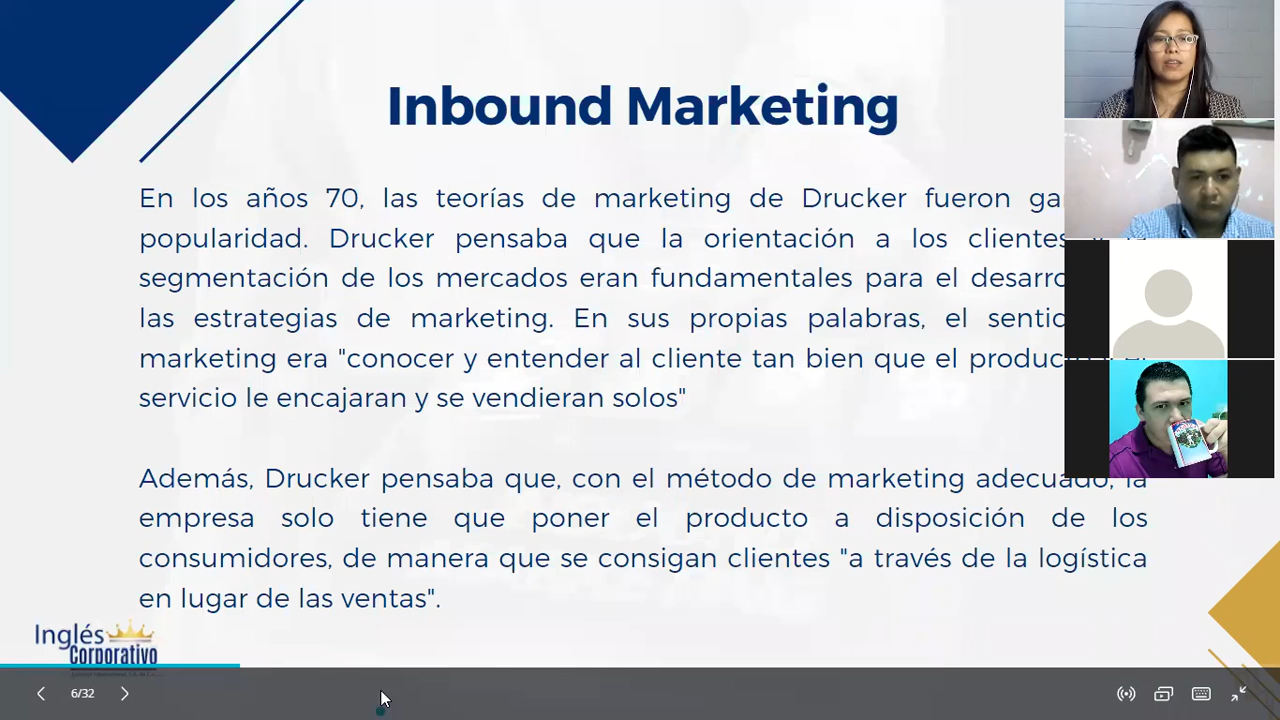 Inbound Marketing
En los años 70, las teorías de marketing de Drucker fueron
popularidad. Drucker pensaba que la orientación a los clientes
segmentación de los mercados eran fundamentales para el
las estrategias de marketing. En sus propias palabras, el
marketing era "conocer y entender al cliente tan bien que el
servicio le encajaran y se vendieran solos"
Además, Drucker pensaba que, con el método de marketing adecuado, la
empresa solo tiene que poner el producto a disposición de los
consumidores, de manera que se consigan clientes "a través de la logística
en lugar de las ventas".
Inglés
Corporativo
6/32